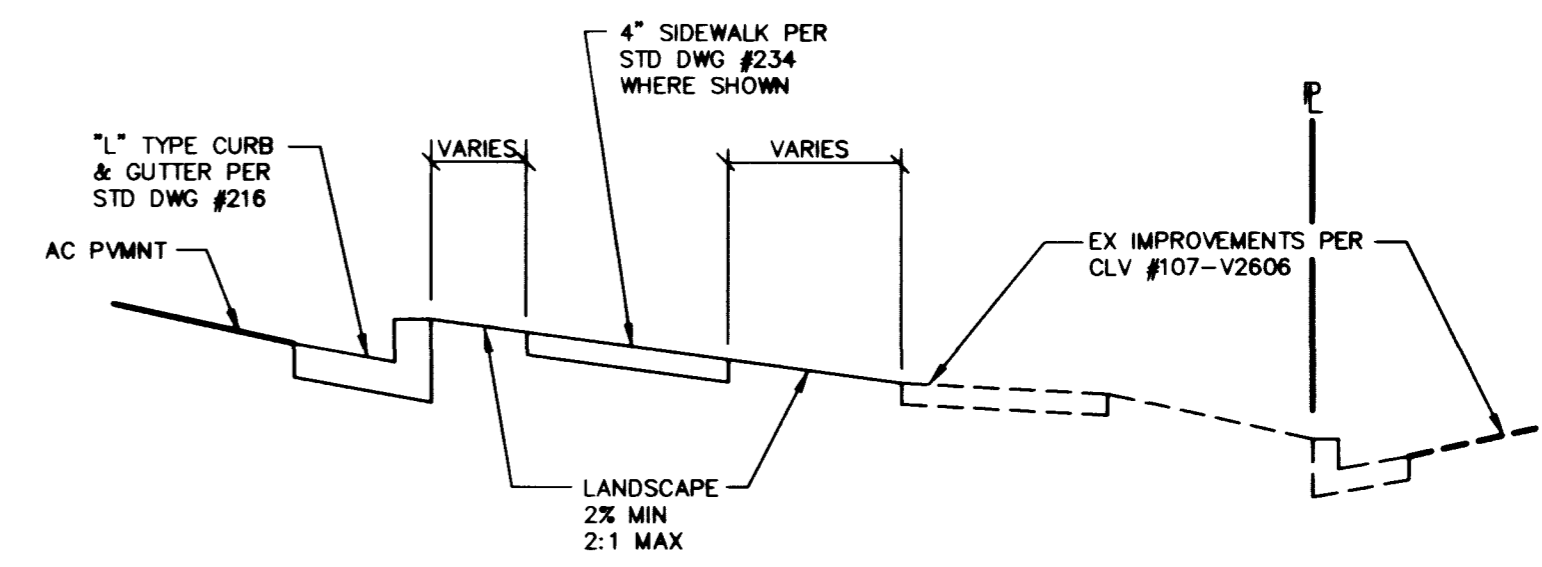 4" SIDEWALK PER
STD DWG #234
WHERE SHOWN
"L" TYPE CURB
& GUTTER PER
STD DWG #216
VARIES
VARIES
PL
AC PVMNT
EX IMPROVEMENTS PER
CLV #107-V2606
LANDSCAPE
2% MIN
2:1 MAX